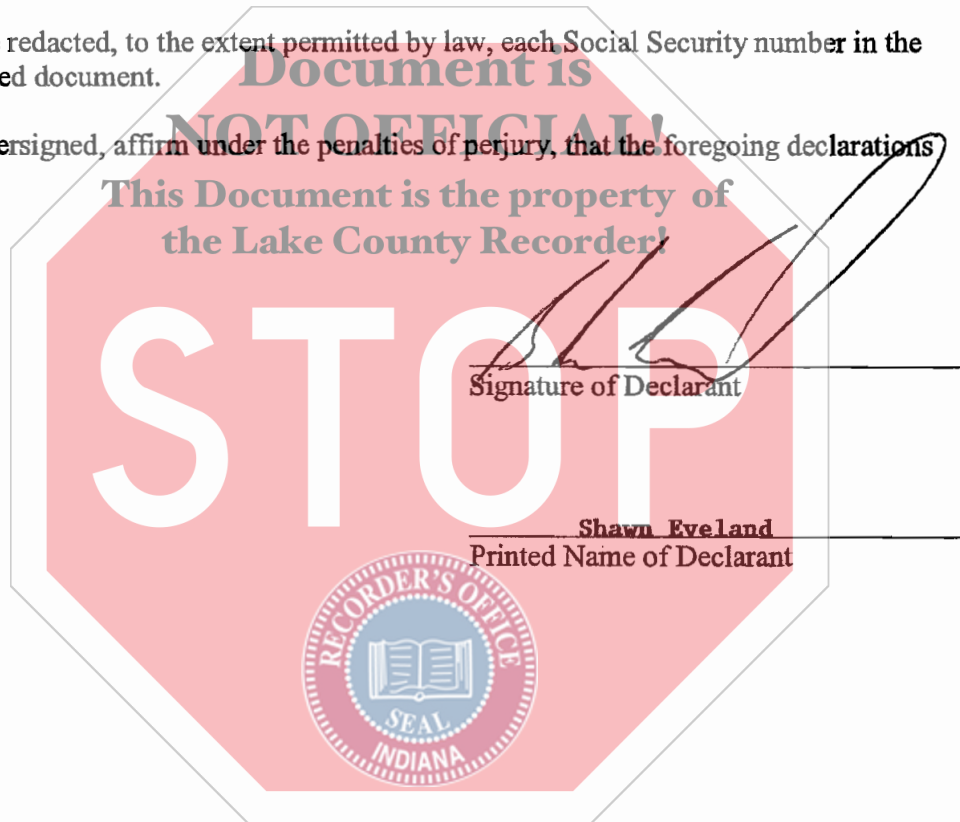 redacted, to the extent permitted by law, each Social Security number in the
ed document.
Document is
NOT OFFICIAL!
ersigned, affirm under the penalties of perjury, that the foregoing declarations
This Document is the property of
the Lake County Recorder!
STOP
Signature of Declarant
Shawn Eveland
Printed Name of Declarant
RECORDER'S OFFICE
SEAL
INDIANA